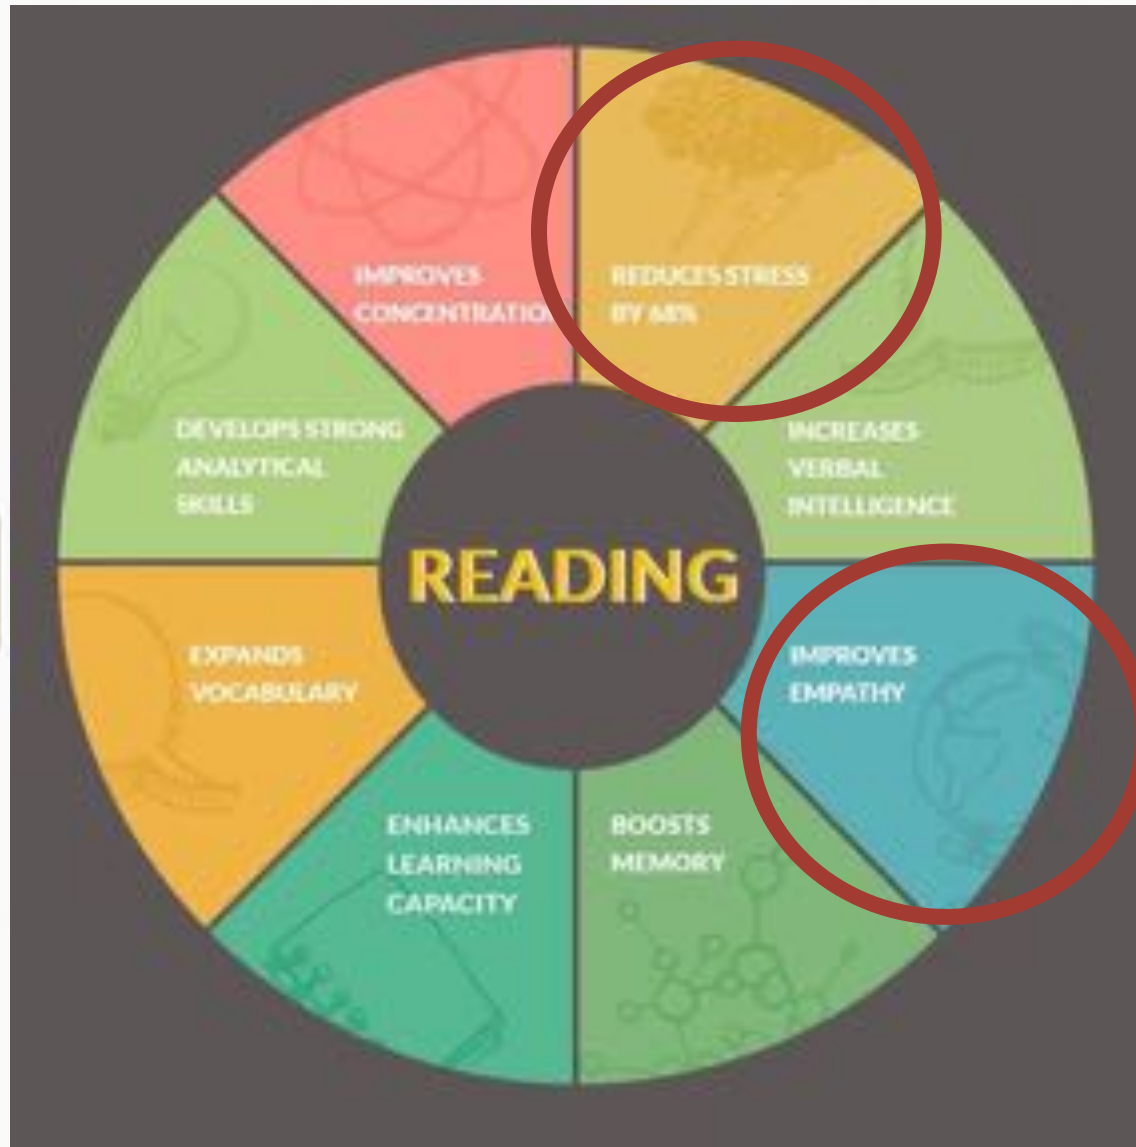 IMPROVES
CONCENTRATION
REDUCES STRESS
BY 68%
INCREASES
VERBAL
INTELLIGENCE
IMPROVES
EMPATHY
BOOSTS
MEMORY
ENHANCES
LEARNING
CAPACITY
EXPANDS
VOCABULARY
DEVELOPS STRONG
ANALYTICAL
SKILLS
READING